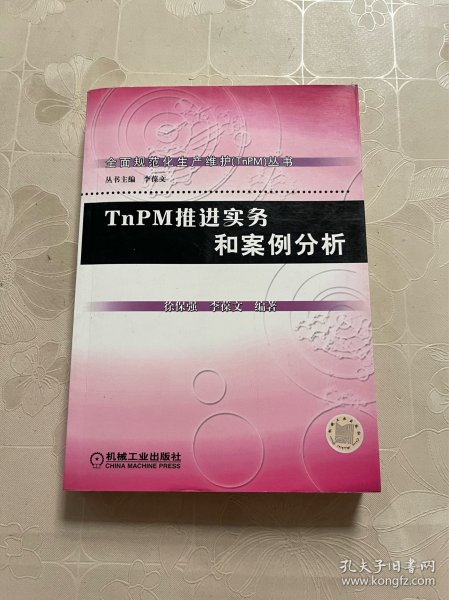 全面规范化生产维护(TnPM)丛书
丛书主编 李葆文
TnPM推进实务
和案例分析
徐保强 李葆文 编著
机械工业出版社
CHINA MACHINE PRESS
孔夫子旧书网
www.kongfz.com